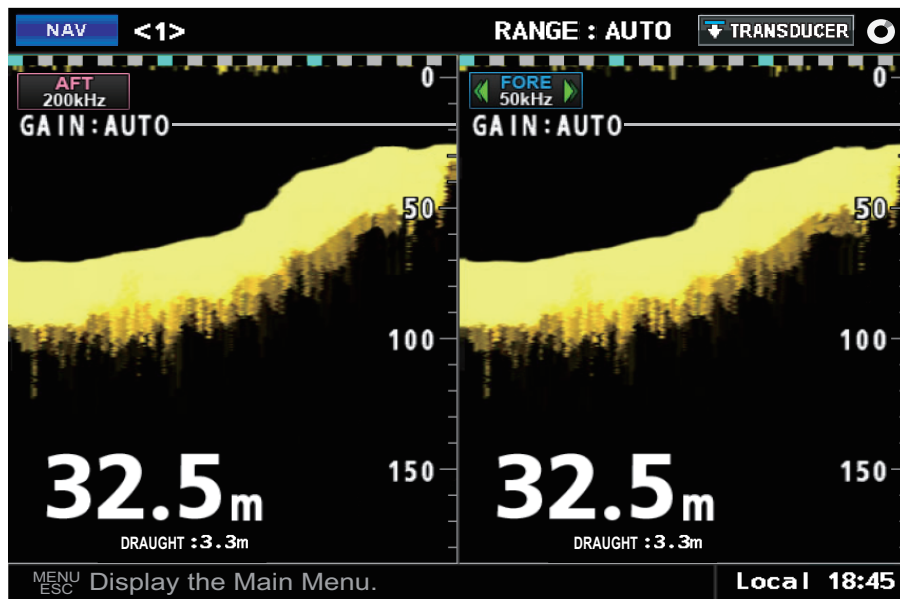 NAV <1> RANGE : AUTO TRANSDUCER
AFT
200kHz
GAIN:AUTO
0
50
100
150
32.5m
DRAUGHT :3.3m
FORE
50kHz
GAIN:AUTO
0
50
100
150
32.5m
DRAUGHT :3.3m
MENU
ESC Display the Main Menu.
Local 18:45